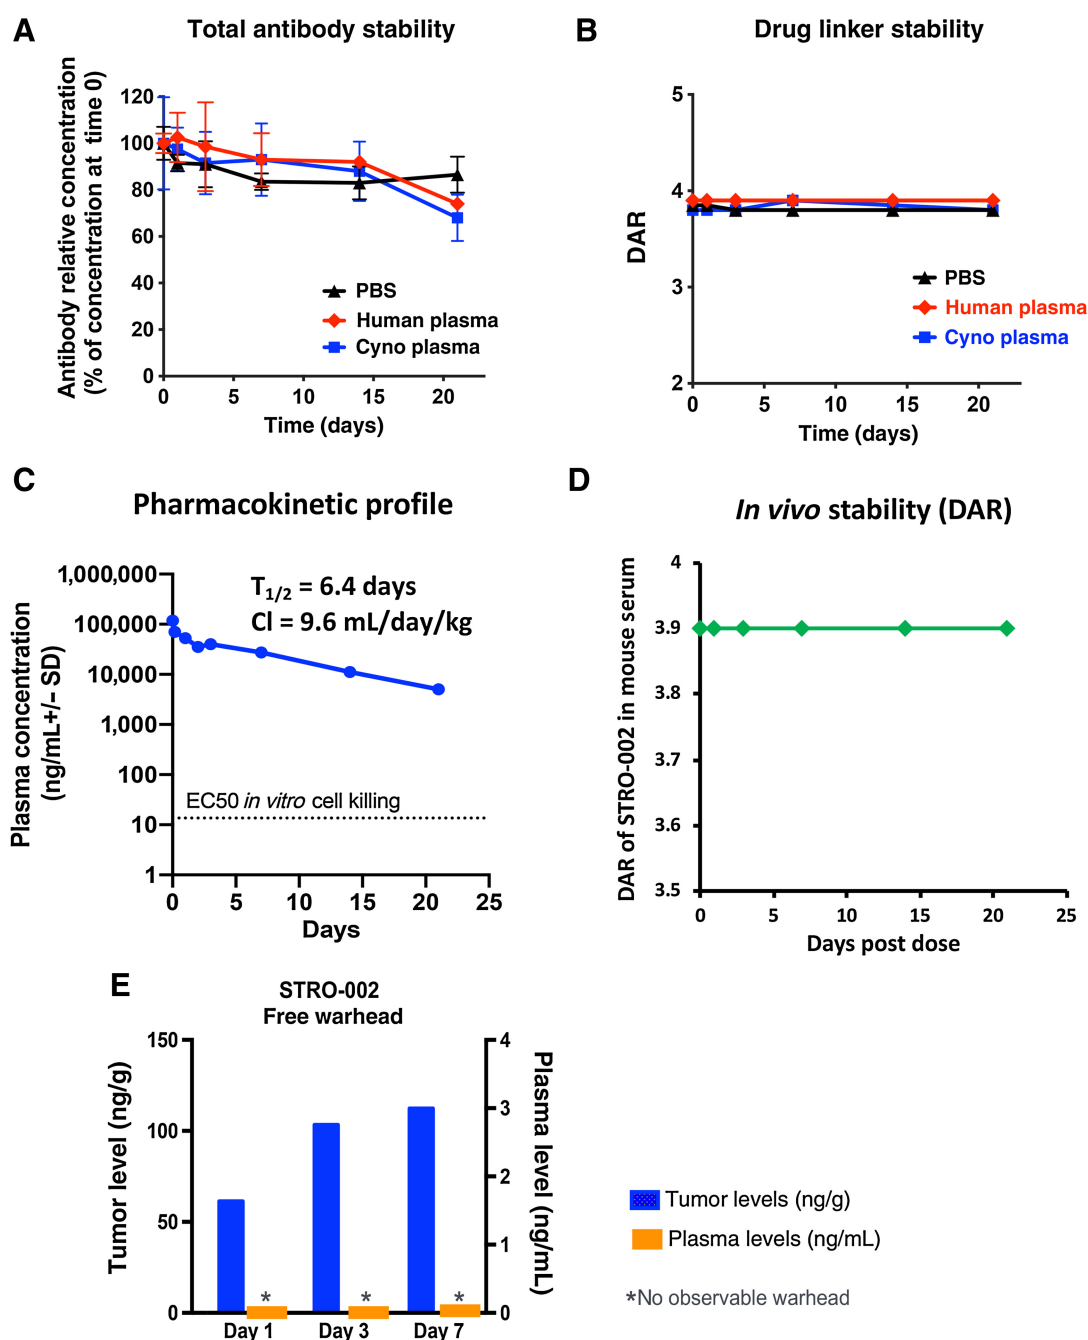 A
Total antibody stability
Antibody relative concentration
(% of concentration at time 0)
120
100
80
60
40
20
0
PBS
Human plasma
Cyno plasma
0 5 10 15 20
Time (days)
B
Drug linker stability
DAR
5
4
3
2
PBS
Human plasma
Cyno plasma
0 5 10 15 20
Time (days)
C
Pharmacokinetic profile
Plasma concentration
(ng/mL+/– SD)
1,000,000
100,000
10,000
1,000
100
10
1
T1/2 = 6.4 days
Cl = 9.6 mL/day/kg
EC50 in vitro cell killing
0 5 10 15 20 25
Days
D
In vivo stability (DAR)
DAR of STRO-002 in mouse serum
4
3.9
3.8
3.7
3.6
3.5
0 5 10 15 20 25
Days post dose
E
STRO-002
Free warhead
Tumor level (ng/g)
150
100
50
0
* * *
4
3
2
1
0
Plasma level (ng/mL)
Day 1 Day 3 Day 7
Tumor levels (ng/g)
Plasma levels (ng/mL)
*No observable warhead